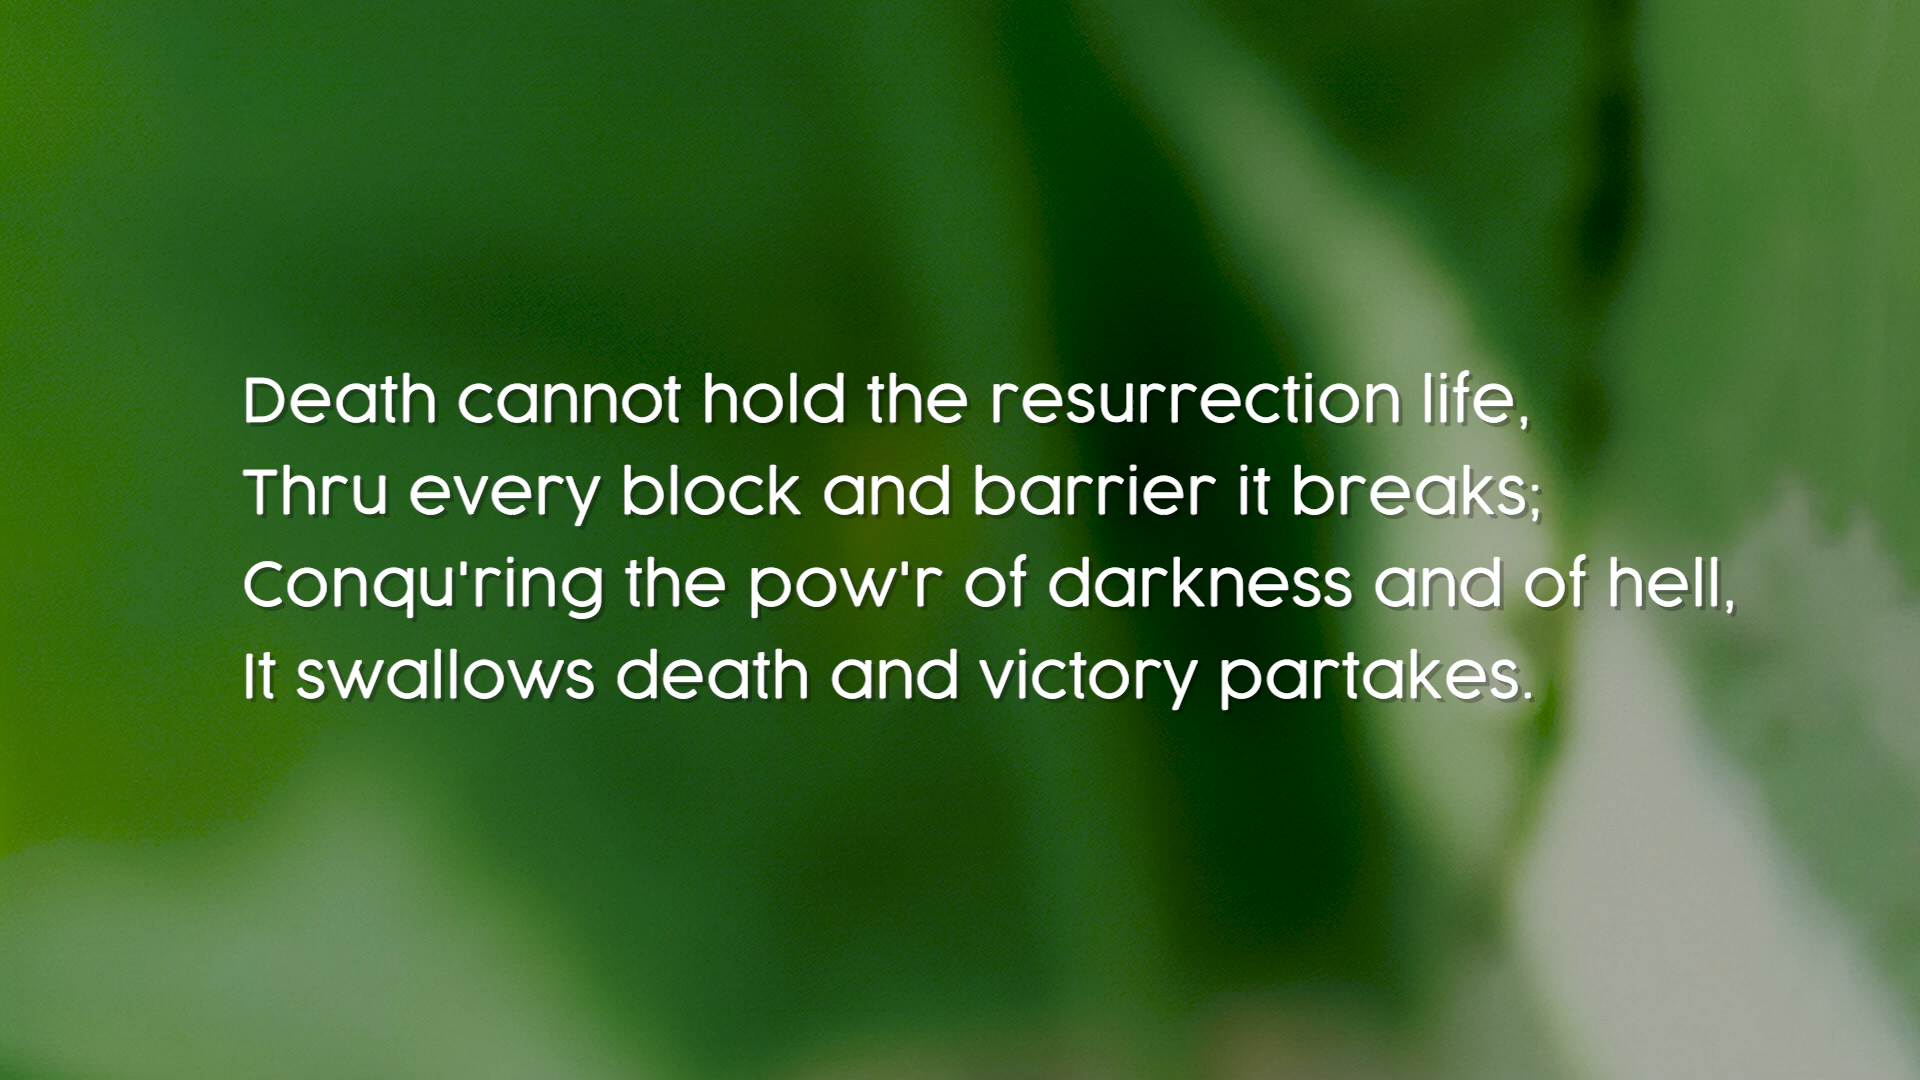 Death cannot hold the resurrection life,
Thru every block and barrier it breaks;
Conqu'ring the pow'r of darkness and of hell,
It swallows death and victory partakes.